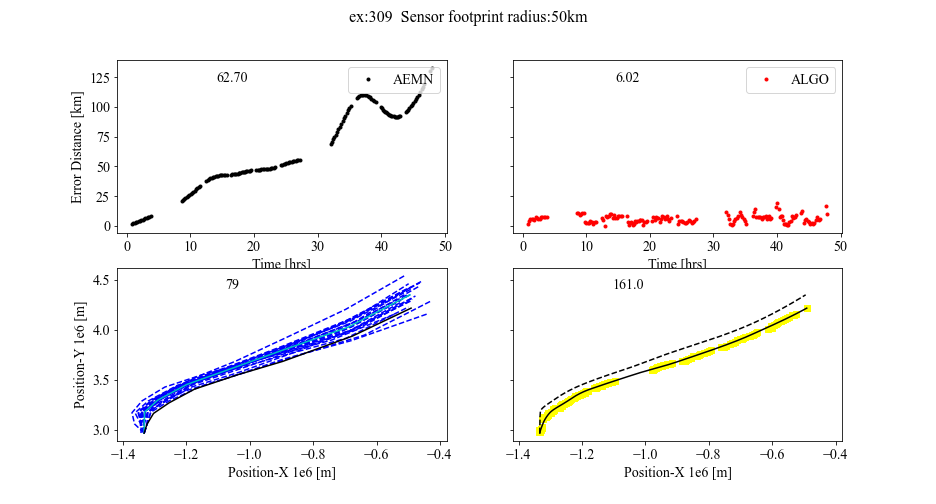 ex:309  Sensor footprint radius:50km
62.70
AEMN
6.02
ALGO
125
100
75
50
25
0
Error Distance [km]
0 10 20 30 40 50
0 10 20 30 40 50
Time [hrs]
Time [hrs]
79
161.0
4.5
4.0
3.5
3.0
Position-Y 1e6 [m]
−1.4 −1.2 −1.0 −0.8 −0.6 −0.4
−1.4 −1.2 −1.0 −0.8 −0.6 −0.4
Position-X 1e6 [m]
Position-X 1e6 [m]